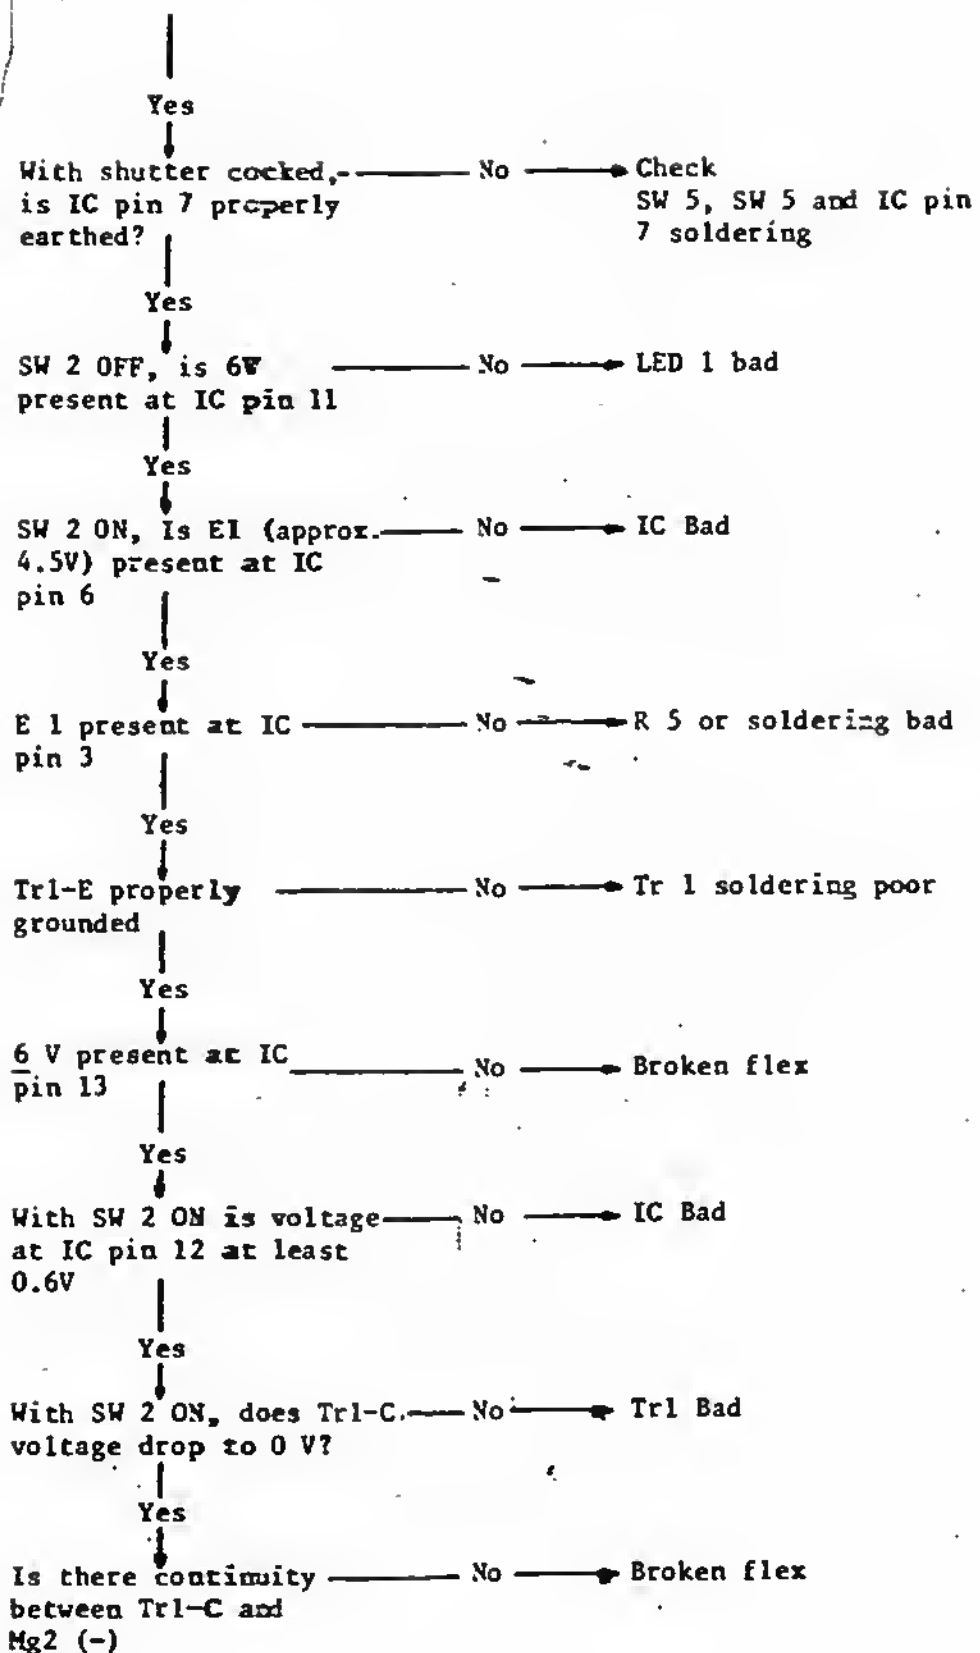 Yes
With shutter cocked, No Check
is IC pin 7 properly SW 5, SW 5 and IC pin
earthed? 7 soldering
Yes
SW 2 OFF, is 6V No LED 1 bad
present at IC pin 11
Yes
SW 2 ON, Is E1 (approx. No IC Bad
4.5V) present at IC
pin 6
Yes
E 1 present at IC No R 5 or soldering bad
pin 3
Yes
Tr1-E properly No Tr 1 soldering poor
grounded
Yes
6 V present at IC No Broken flex
pin 13
Yes
With SW 2 ON is voltage No IC Bad
at IC pin 12 at least
0.6V
Yes
With SW 2 ON, does Tr1-C. No Tr1 Bad
voltage drop to 0 V?
Yes
Is there continuity No Broken flex
between Tr1-C and
Mg2 (-)